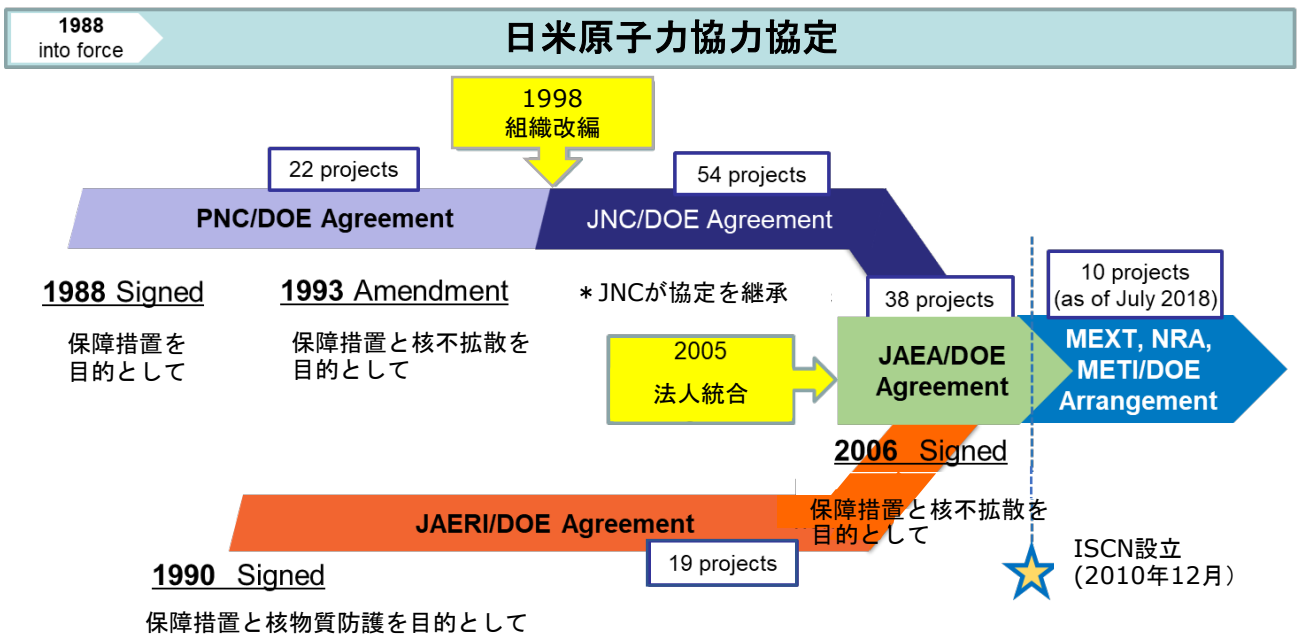 1988
into force
日米原子力協力協定
1998
組織改編
22 projects
54 projects
PNC/DOE Agreement
JNC/DOE Agreement
1988 Signed
保障措置を
目的として
1993 Amendment
保障措置と核不拡散を
目的として
＊JNCが協定を継承
38 projects
10 projects
(as of July 2018)
2005
法人統合
JAEA/DOE
Agreement
MEXT, NRA,
METI/DOE
Arrangement
2006 Signed
保障措置と核不拡散を
目的として
JAERI/DOE Agreement
19 projects
1990 Signed
保障措置と核物質防護を目的として
ISCN設立
(2010年12月）